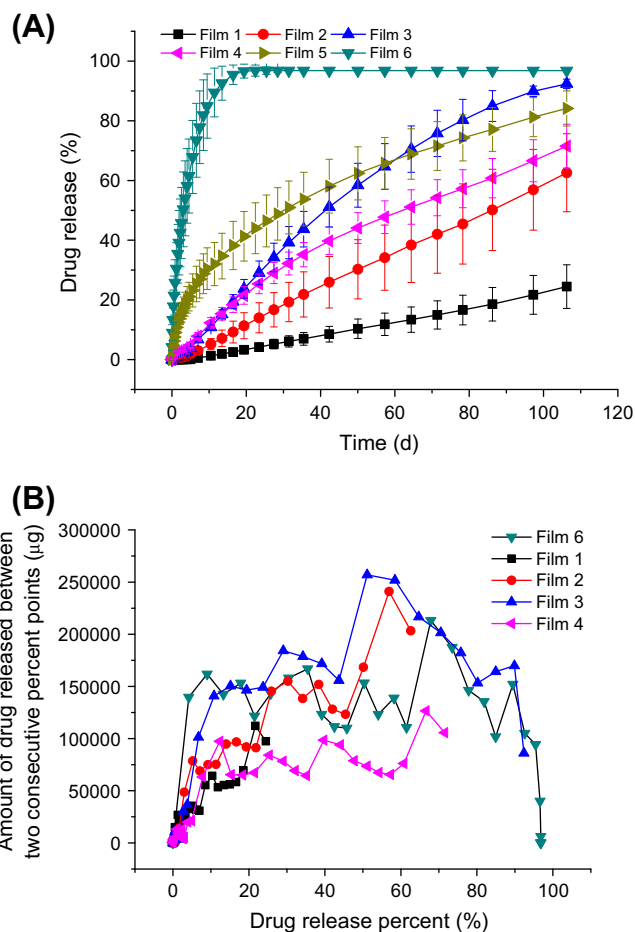 (A)
Film 1 Film 2 Film 3
Film 4 Film 5 Film 6
Drug release (%)
100
80
60
40
20
0
0 20 40 60 80 100 120
Time (d)
(B)
Amount of drug released between
two consecutive percent points (µg)
300000
250000
200000
150000
100000
50000
0
Film 6
Film 1
Film 2
Film 3
Film 4
0 20 40 60 80 100
Drug release percent (%)